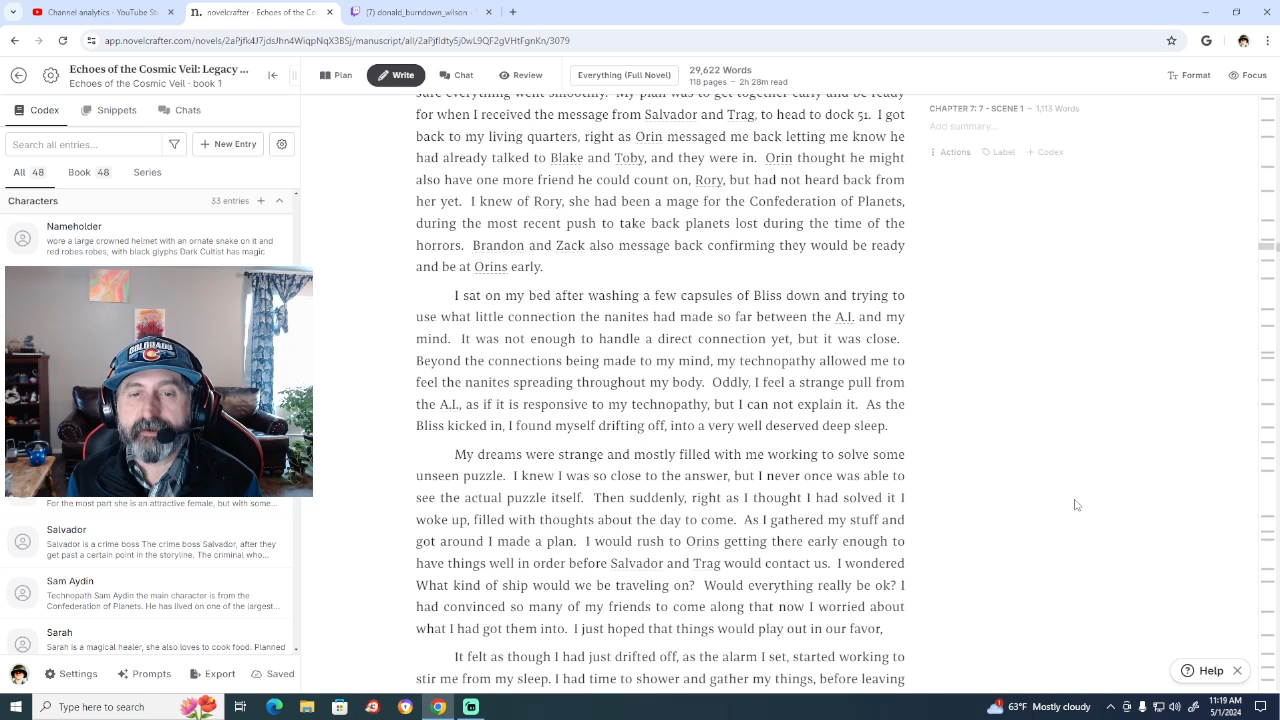 Channel content - YouTube St
novelcrafter - Echoes of the Cos
(7) donald_blunts - Twitch
app.novelcrafter.com/novels/2aPjfk4J7jdsJhn4WiqPNqX3BSj/manuscript/all/2aPjfIdy5j0wL9QF2gVHtFgnKn/3079
Echoes of the Cosmic Veil: Legacy ...
Echoes of the Cosmic Veil · book 1
Plan
Write
Chat
Review
Everything (Full Novel)
29,622 Words
118 pages · 2h 28m read
Format
Focus
Codex
Snippets
Chats
Search all entries...
+ New Entry
All 48
Book 48
Series
Characters
33 entries
Nameholder
wore a large crowned helmet with an ornate snake on it and
red robes robes, with black glyphs Dark Cultist has magic
COLORADO
For the most part she is an attractive female, but with some...
Salvador
Salvador is a crime boss The crime boss Salvador, after they
get past a certain point in the storyline. The criminal who...
Sam Aydin
Technopath Sam Aydin the main character is from the
Confederation of Planets. He has lived on one of the largest...
Sarah
Sarah is a magical healer, she also loves to cook food. Planned
Settings
Prompts
Export
Saved
sure everything went smoothly. My plan was to get together early and be ready
for when I received the message from Salvador and Trag, to head to dock 51. I got
back to my living quarters, right as Orin messaged me back letting me know he
had already talked to Blake and Toby, and they were in. Orin thought he might
also have one more friend he could count on, Rory, but had not heard back from
her yet. I knew of Rory, she had been a mage for the Confederation of Planets,
during the most recent push to take back planets lost during the time of the
horrors. Brandon and Zack also message back confirming they would be ready
and be at Orins early.
I sat on my bed after washing a few capsules of Bliss down and trying to
use what little connection the nanites had made so far between the A.I. and my
mind. It was not enough to handle a direct connection yet, but it was close.
Beyond the connections being made to my mind, my technopathy allowed me to
feel the nanites spreading throughout my body. Oddly, I feel a strange pull from
the A.I., as if it is responsive to my technopathy, but I can not explain it. As the
Bliss kicked in, I found myself drifting off, into a very well deserved deep sleep.
My dreams were strange and mostly filled with me working to solve some
unseen puzzle. I knew I was so close to the answer, but I never once was able to
see the actual puzzle itself. Then suddenly, right as I thought I had solved it I
woke up, filled with thoughts about the day to come. As I gathered my stuff and
got around I made a plan. I would rush to Orins getting there early enough to
have things well in order before Salvador and Trag would contact us. I wondered
What kind of ship would we be traveling on? Would everything rally be ok? I
had convinced so many of my friends to come along that now I worried about
what I had got them into. I just hoped that things would play out in our favor,
It felt as though I had just drifted off, as the alarm I set, started working to
stir me from my sleep. I had time to shower and gather my things, before leaving
CHAPTER 7: 7 - SCENE 1 – 1,113 Words
Add summary...
Actions
Label
+ Codex
Help
Type here to search
63°F Mostly cloudy
11:19 AM
5/1/2024